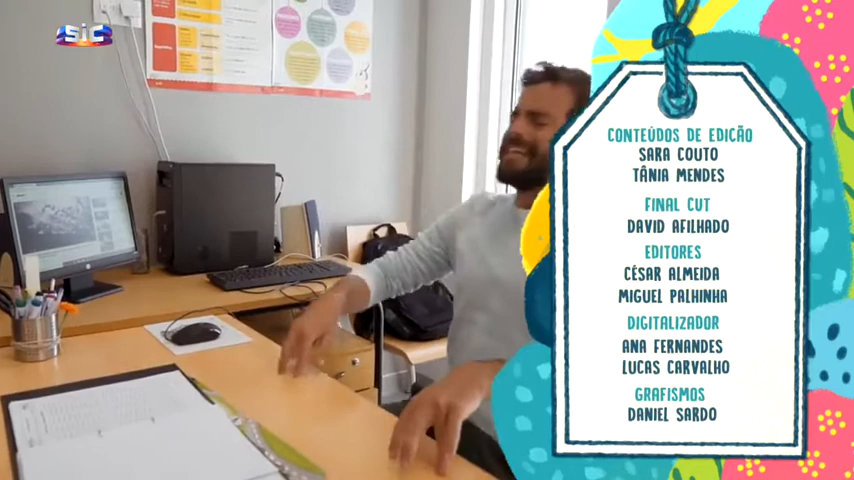 SiC
CONTEÚDOS DE EDIÇÃO
SARA COUTO
TÂNIA MENDES
FINAL CUT
DAVID AFILHADO
EDITORES
CÉSAR ALMEIDA
MIGUEL PALHINHA
DIGITALIZADOR
ANA FERNANDES
LUCAS CARVALHO
GRAFISMOS
DANIEL SARDO